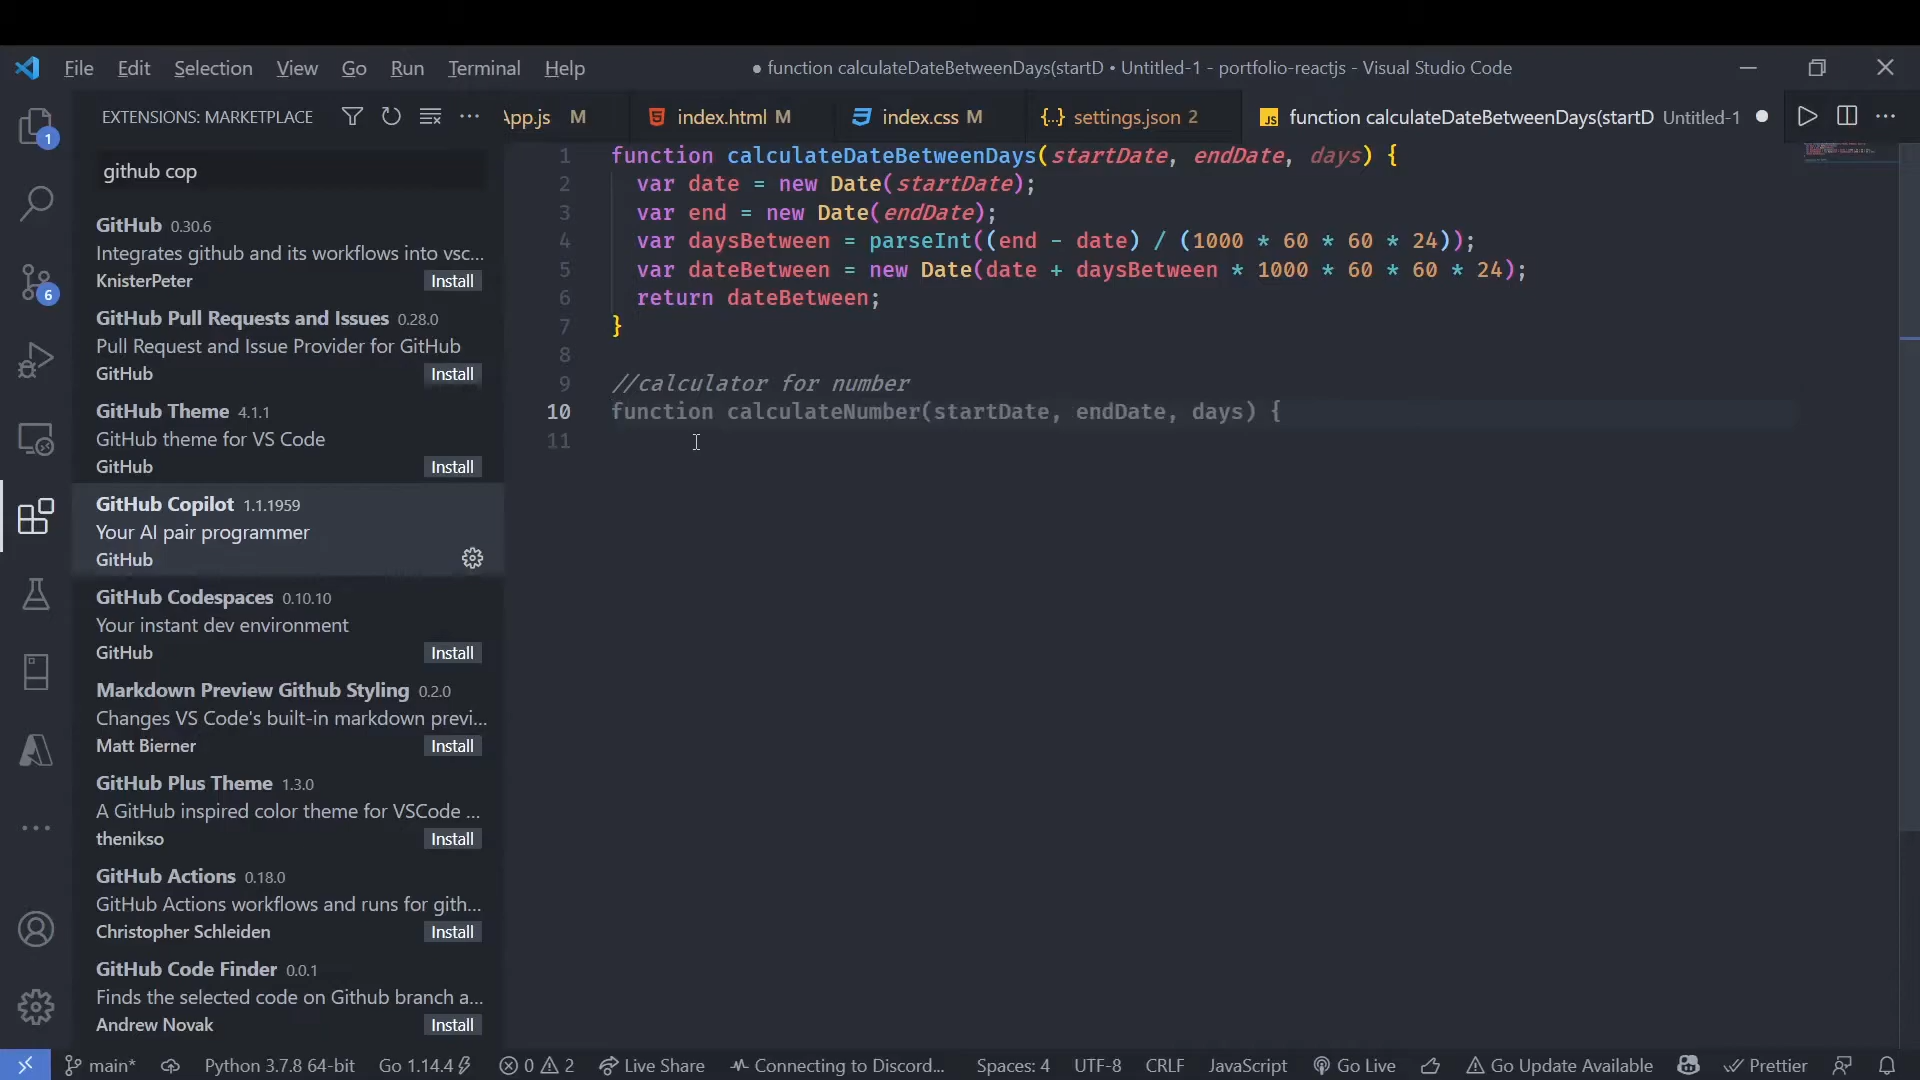 File Edit Selection View Go Run Terminal Help
● function calculateDateBetweenDays(startD • Untitled-1 - portfolio-reactjs - Visual Studio Code
EXTENSIONS: MARKETPLACE
App.js M
index.html M
index.css M
{..} settings.json 2
JS function calculateDateBetweenDays(startD Untitled-1
github cop
GitHub 0.30.6
Integrates github and its workflows into vsc...
KnisterPeter Install
GitHub Pull Requests and Issues 0.28.0
Pull Request and Issue Provider for GitHub
GitHub Install
GitHub Theme 4.1.1
GitHub theme for VS Code
GitHub Install
GitHub Copilot 1.1.1959
Your AI pair programmer
GitHub
GitHub Codespaces 0.10.10
Your instant dev environment
GitHub Install
Markdown Preview Github Styling 0.2.0
Changes VS Code's built-in markdown previ...
Matt Bierner Install
GitHub Plus Theme 1.3.0
A GitHub inspired color theme for VSCode ...
thenikso Install
GitHub Actions 0.18.0
GitHub Actions workflows and runs for gith...
Christopher Schleiden Install
GitHub Code Finder 0.0.1
Finds the selected code on Github branch a...
Andrew Novak Install
1
6
1 function calculateDateBetweenDays(startDate, endDate, days) {
2 var date = new Date(startDate);
3 var end = new Date(endDate);
4 var daysBetween = parseInt((end - date) / (1000 * 60 * 60 * 24));
5 var dateBetween = new Date(date + daysBetween * 1000 * 60 * 60 * 24);
6 return dateBetween;
7 }
8
9 //calculator for number
10 function calculateNumber(startDate, endDate, days) {
11
main* Python 3.7.8 64-bit Go 1.14.4 0 2 Live Share Connecting to Discord... Spaces: 4 UTF-8 CRLF JavaScript Go Live Go Update Available Prettier